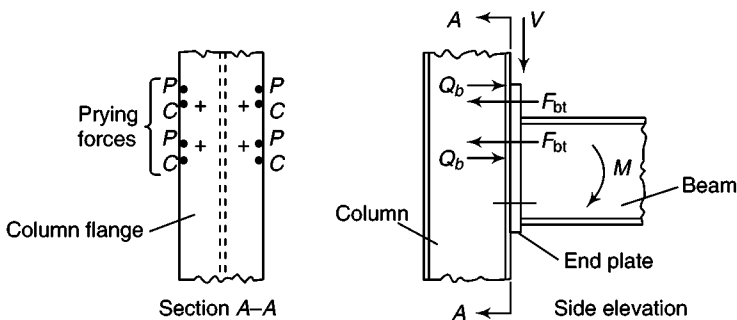 A
V
P
C
P
C
P
C
P
C
Prying
forces
Column flange
Section A–A
Q_b
F_bt
F_bt
Q_b
M
Beam
Column
End plate
A
Side elevation